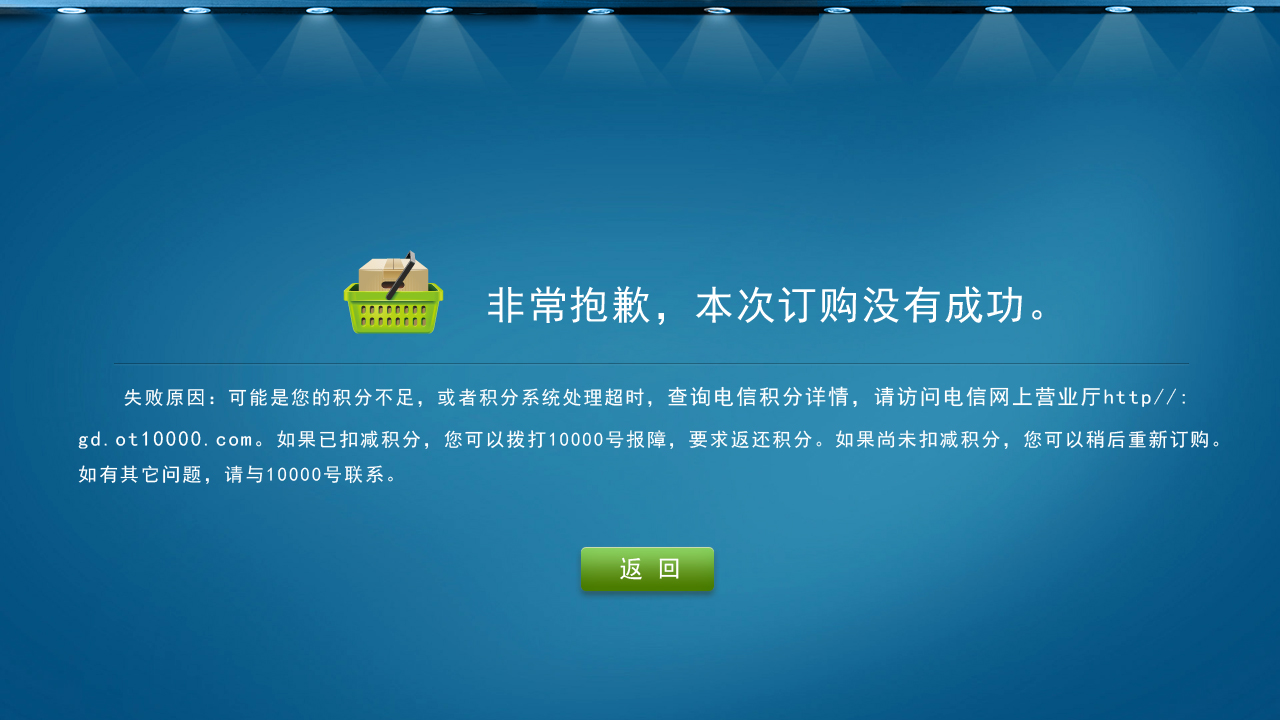 非常抱歉，本次订购没有成功。
失败原因：可能是您的积分不足，或者积分系统处理超时，查询电信积分详情，请访问电信网上营业厅http//:
gd.ot10000.com。如果已扣减积分，您可以拨打10000号报障，要求返还积分。如果尚未扣减积分，您可以稍后重新订购。
如有其它问题，请与10000号联系。
返 回